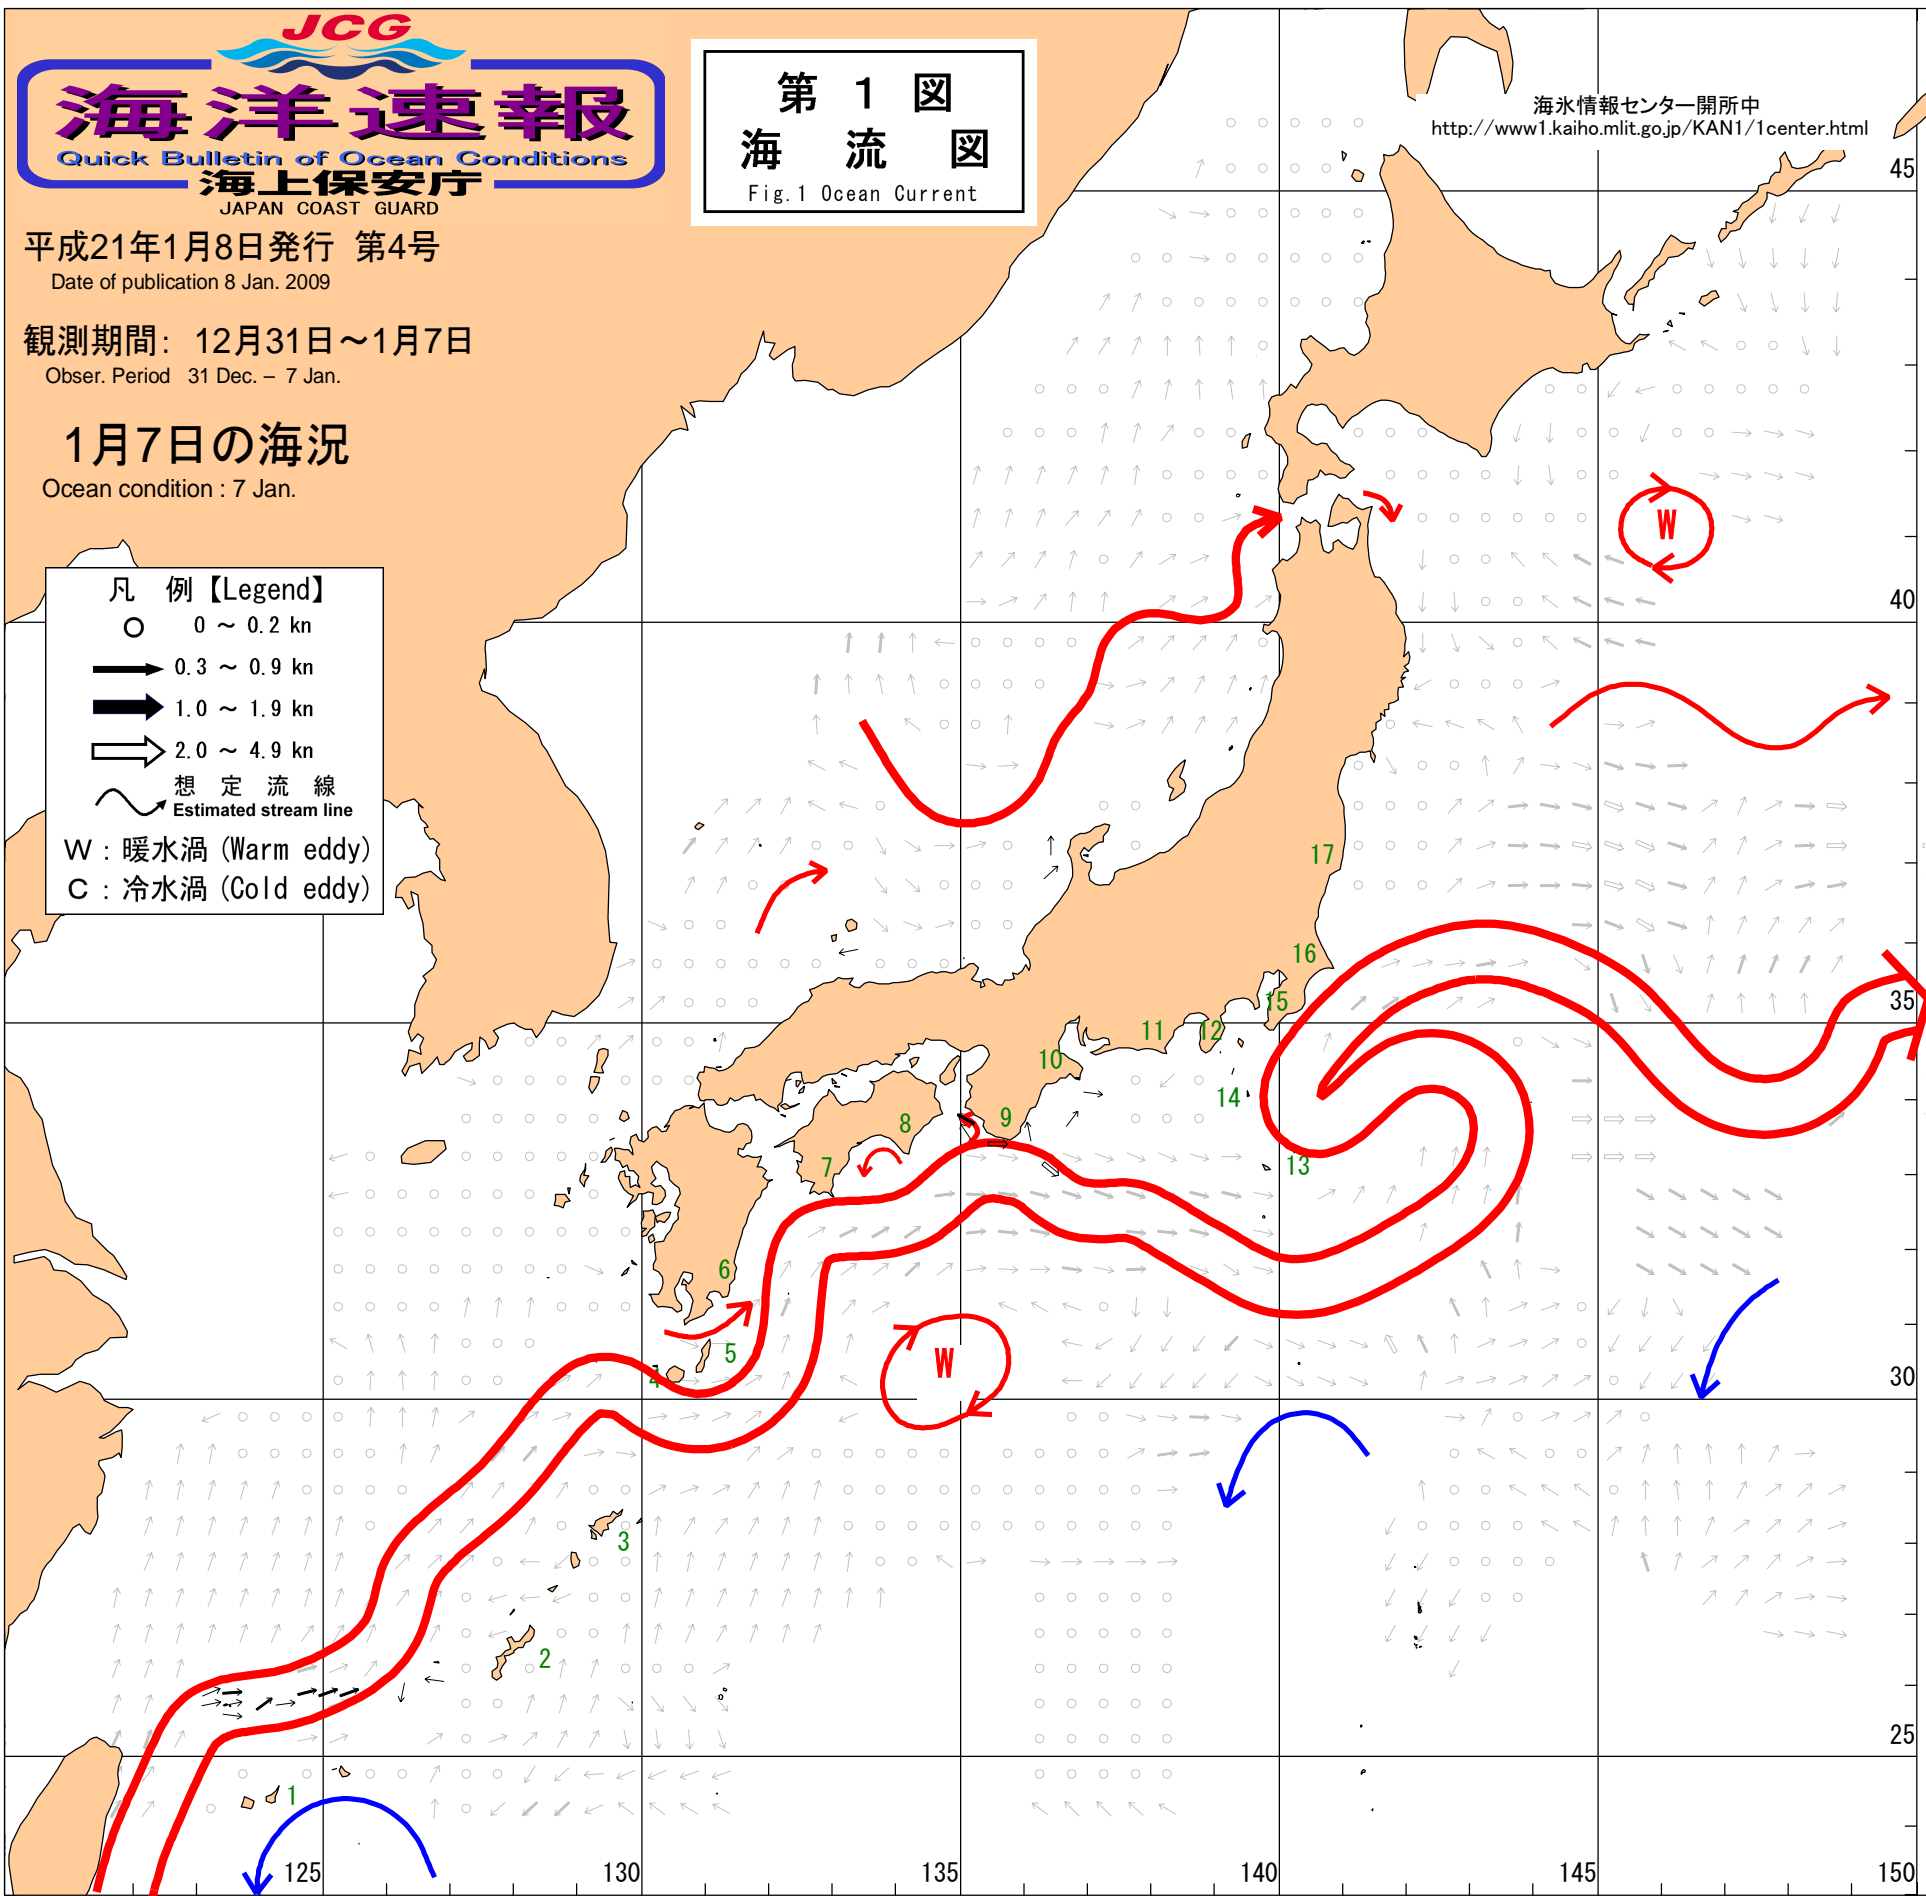 JCG
海洋速報
Quick Bulletin of Ocean Conditions
海上保安庁
JAPAN COAST GUARD
第 1 図
海 流 図
Fig.1 Ocean Current
海氷情報センター開所中
http://www1.kaiho.mlit.go.jp/KAN1/1center.html
平成21年1月8日発行 第4号
Date of publication 8 Jan. 2009
観測期間: 12月31日～1月7日
Obser. Period 31 Dec. – 7 Jan.
1月7日の海況
Ocean condition : 7 Jan.
凡 例【Legend】
0 ～ 0.2 kn
0.3 ～ 0.9 kn
1.0 ～ 1.9 kn
2.0 ～ 4.9 kn
想 定 流 線
Estimated stream line
W : 暖水渦 (Warm eddy)
C : 冷水渦 (Cold eddy)
45
W
40
17
16
35
15
11
12
10
14
9
8
7
13
6
W
5
4
30
3
2
25
1
125
130
135
140
145
150